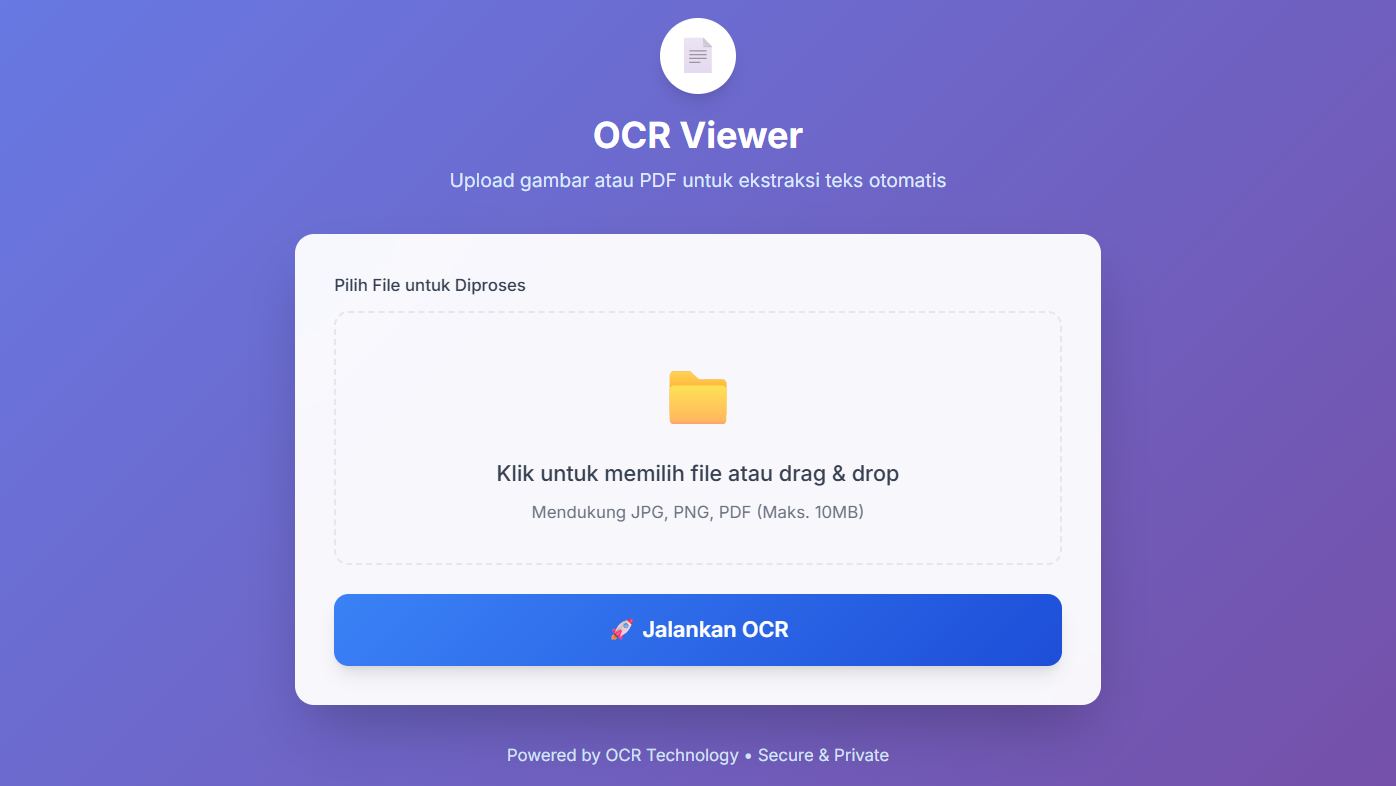 OCR Viewer
Upload gambar atau PDF untuk ekstraksi teks otomatis
Pilih File untuk Diproses
Klik untuk memilih file atau drag & drop
Mendukung JPG, PNG, PDF (Maks. 10MB)
🚀 Jalankan OCR
Powered by OCR Technology • Secure & Private